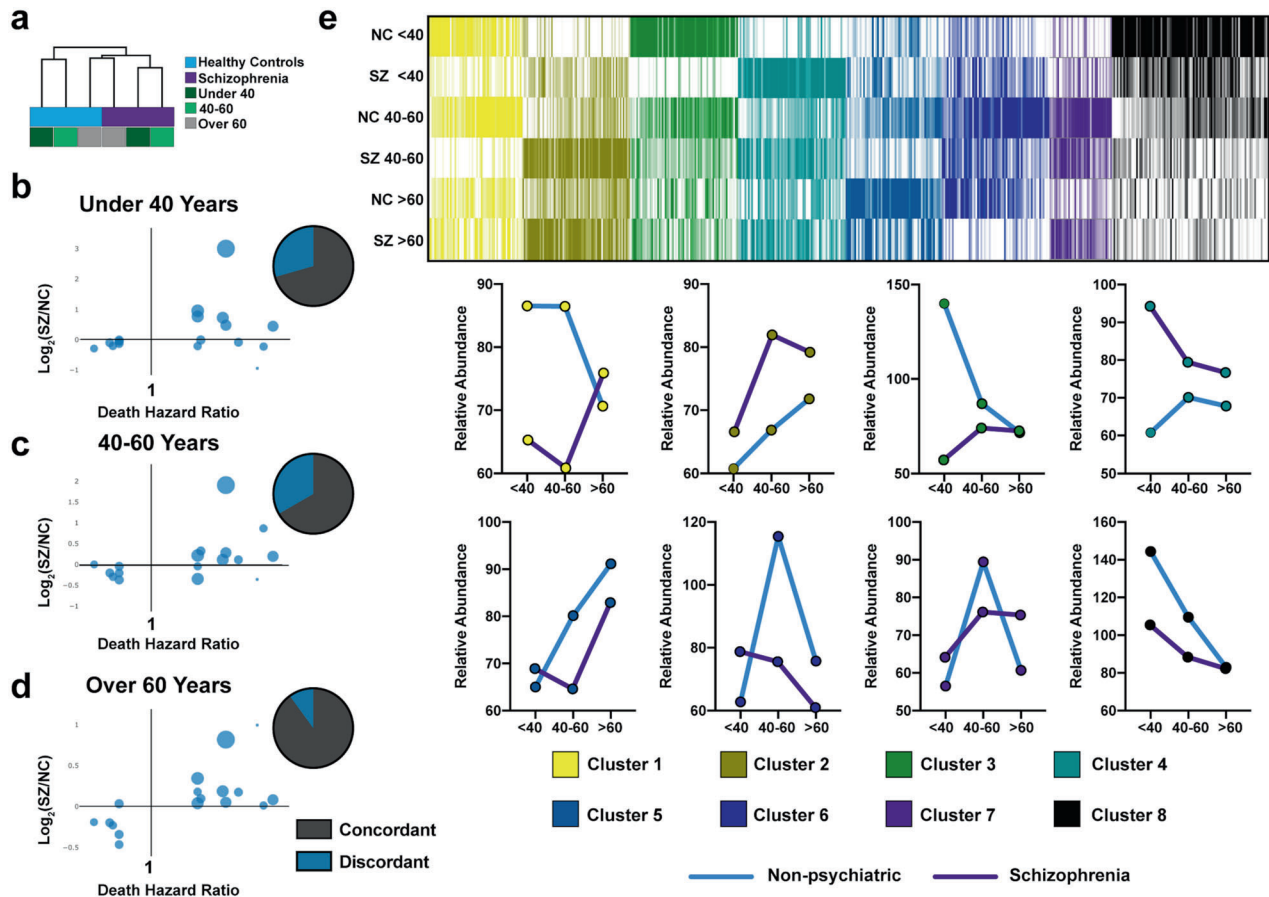 a
Healthy Controls
Schizophrenia
Under 40
40-60
Over 60
b
Under 40 Years
Log2(SZ/NC)
3
2
1
0
−1
1
Death Hazard Ratio
c
40-60 Years
Log2(SZ/NC)
2
1.5
1
0.5
0
−0.5
−1
1
Death Hazard Ratio
d
Over 60 Years
Log2(SZ/NC)
1
0.5
0
−0.5
1
Death Hazard Ratio
Concordant
Discordant
e
NC <40
SZ <40
NC 40-60
SZ 40-60
NC >60
SZ >60
Relative Abundance
90
80
70
60
<40 40-60 >60
Relative Abundance
90
80
70
60
<40 40-60 >60
Relative Abundance
150
100
50
<40 40-60 >60
Relative Abundance
100
90
80
70
60
50
<40 40-60 >60
Relative Abundance
100
90
80
70
60
<40 40-60 >60
Relative Abundance
120
100
80
60
<40 40-60 >60
Relative Abundance
100
90
80
70
60
50
<40 40-60 >60
Relative Abundance
160
140
120
100
80
60
<40 40-60 >60
Cluster 1
Cluster 2
Cluster 3
Cluster 4
Cluster 5
Cluster 6
Cluster 7
Cluster 8
Non-psychiatric
Schizophrenia